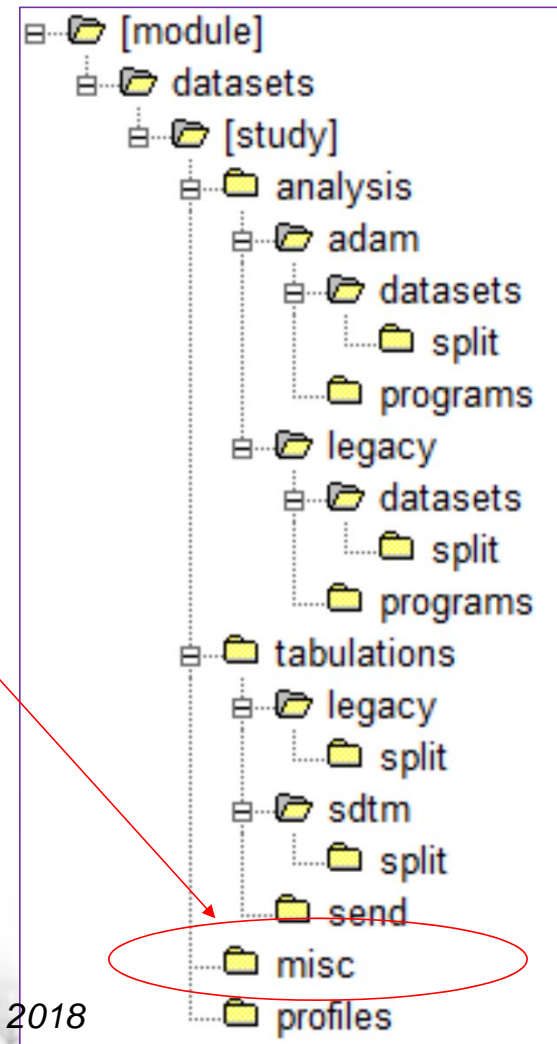 [module]
datasets
[study]
analysis
adam
datasets
split
programs
legacy
datasets
split
programs
tabulations
legacy
split
sdtm
split
send
misc
profiles
2018